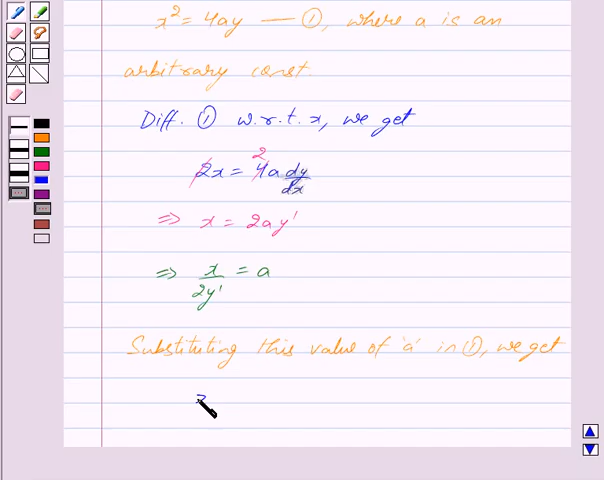 x² = 4ay — ①, where a is an
arbitrary const.
Diff. ① w.r.t. x, we get
2x = 4a dy/dx
2
⇒ x = 2ay'
⇒ x/2y' = a
Substituting this value of 'a' in ①, we get